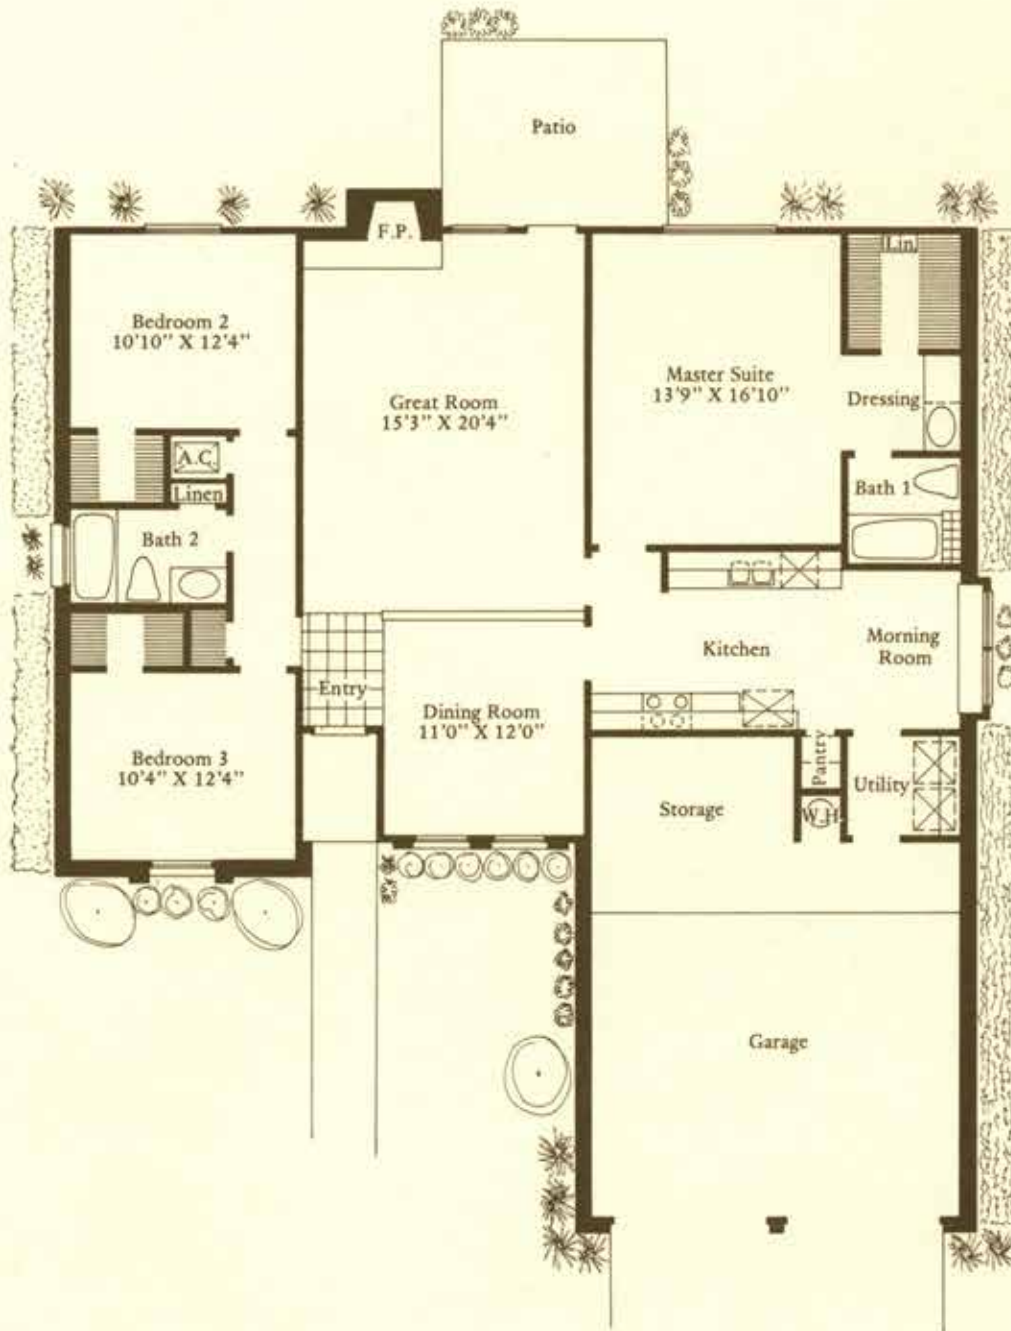 Patio
F.P.
Lin.
Bedroom 2
10'10" X 12'4"
Great Room
15'3" X 20'4"
Master Suite
13'9" X 16'10"
Dressing
A.C.
Linen
Bath 2
Bath 1
Kitchen
Morning
Room
Entry
Dining Room
11'0" X 12'0"
Bedroom 3
10'4" X 12'4"
Pantry
Utility
Storage
W.H.
Garage